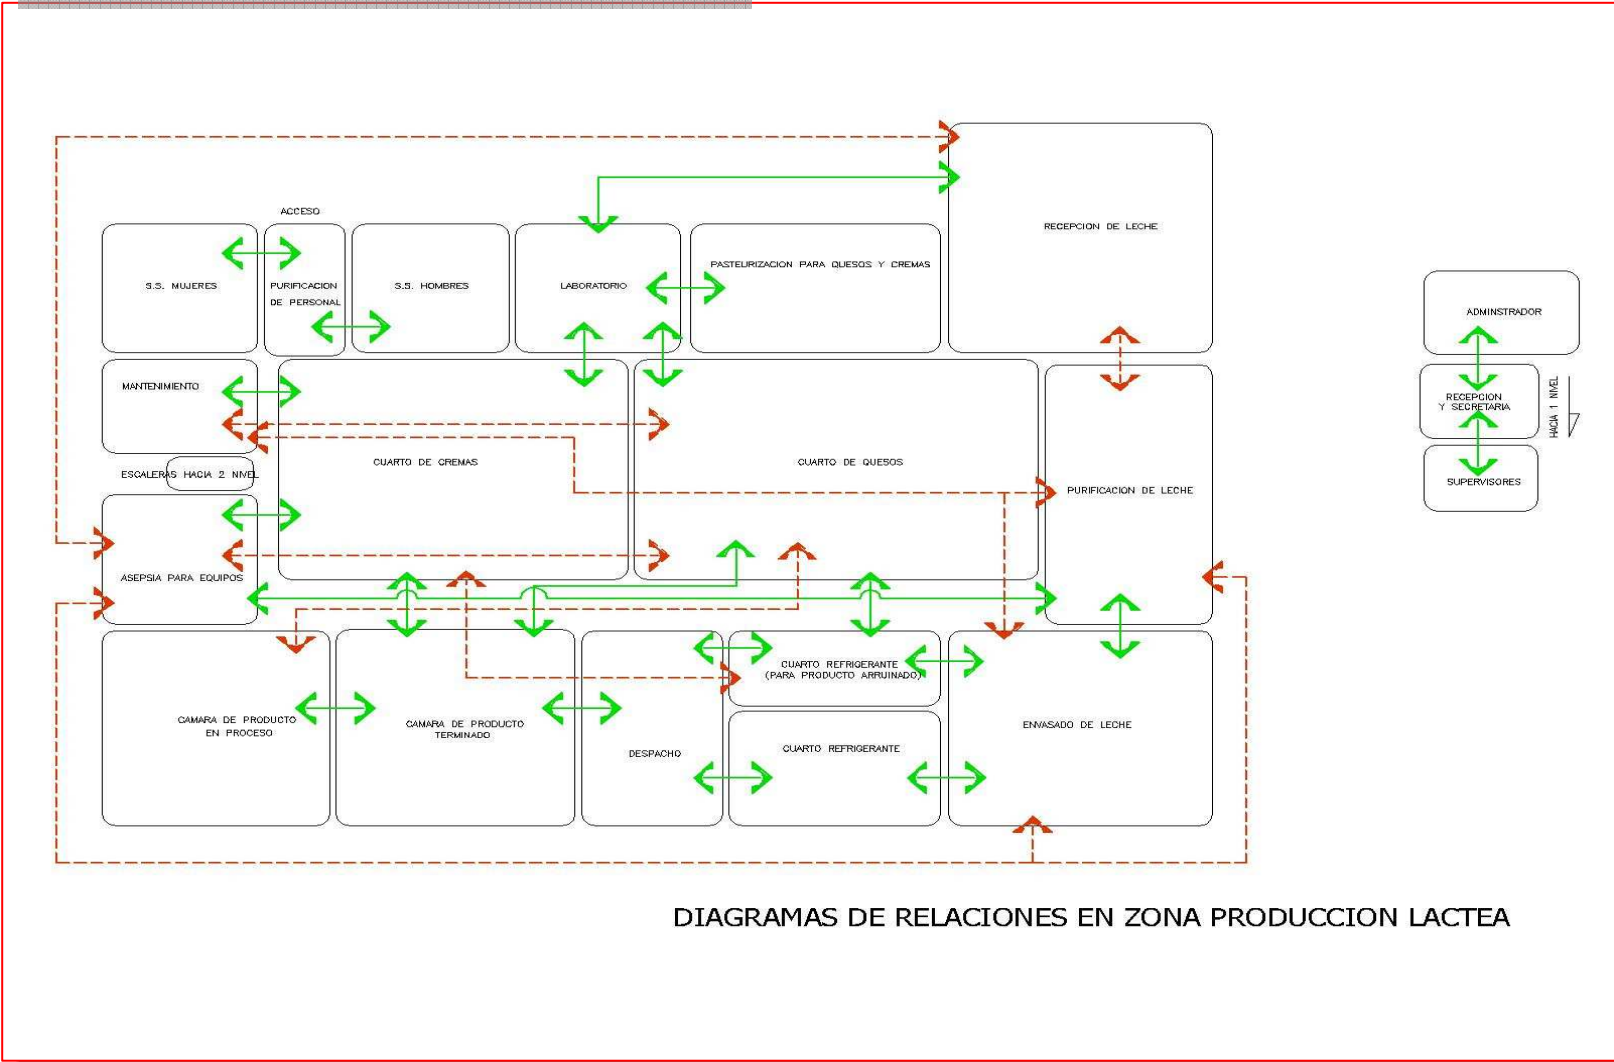 ACCESO
RECEPCION DE LECHE
PASTEURIZACION PARA QUESOS Y CREMAS
S.S. MUJERES
PURIFICACION
DE PERSONAL
S.S. HOMBRES
LABORATORIO
ADMINSTRADOR
MANTENIMIENTO
RECEPCION
Y SECRETARIA
HACIA 1 NIVEL
CUARTO DE CREMAS
CUARTO DE QUESOS
ESCALERAS HACIA 2 NIVEL
PURIFICACION DE LECHE
SUPERVISORES
ASEPSIA PARA EQUIPOS
CUARTO REFRIGERANTE
(PARA PRODUCTO ARRUINADO)
CAMARA DE PRODUCTO
EN PROCESO
CAMARA DE PRODUCTO
TERMINADO
ENVASADO DE LECHE
DESPACHO
CUARTO REFRIGERANTE
DIAGRAMAS DE RELACIONES EN ZONA PRODUCCION LACTEA